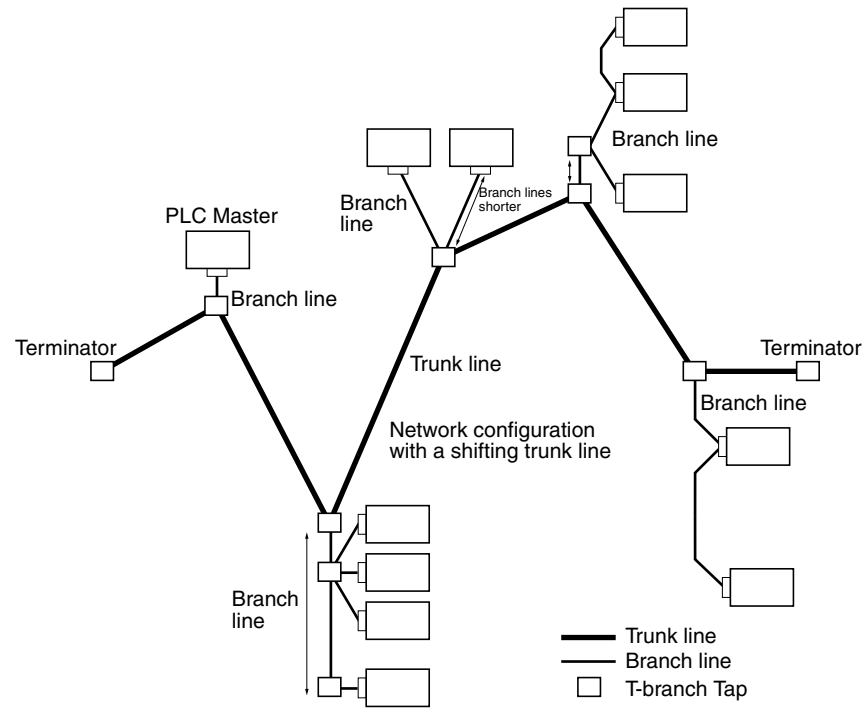 Branch line
Branch
line
Branch lines
shorter
PLC Master
Branch line
Terminator
Trunk line
Terminator
Branch line
Network configuration
with a shifting trunk line
Branch
line
Trunk line
Branch line
T-branch Tap